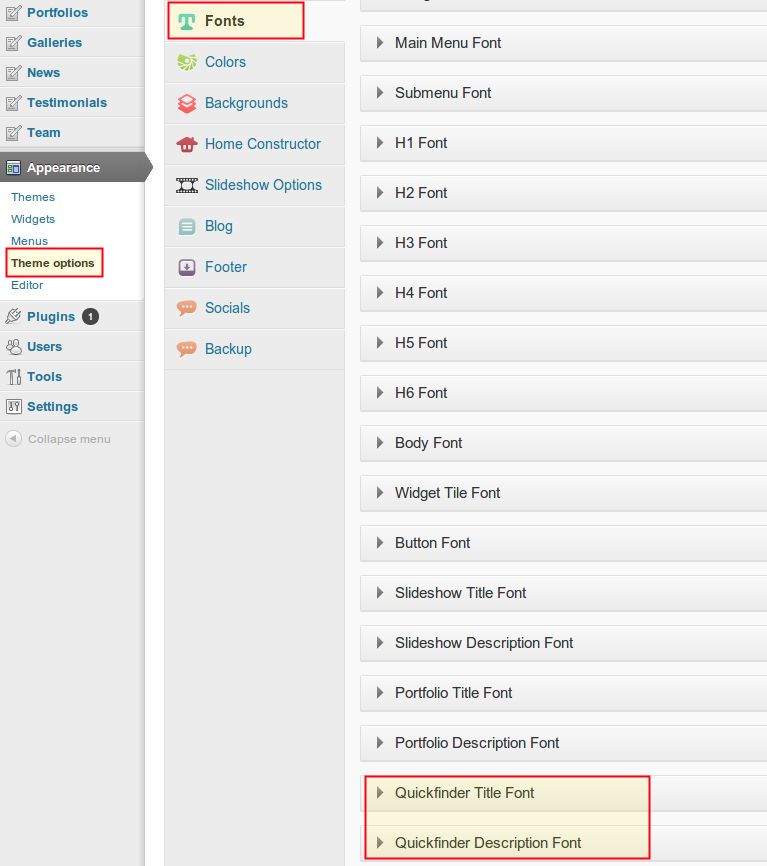 Portfolios
Galleries
News
Testimonials
Team
Appearance
Themes
Widgets
Menus
Theme options
Editor
Plugins 1
Users
Tools
Settings
Collapse menu
Fonts
Colors
Backgrounds
Home Constructor
Slideshow Options
Blog
Footer
Socials
Backup
Main Menu Font
Submenu Font
H1 Font
H2 Font
H3 Font
H4 Font
H5 Font
H6 Font
Body Font
Widget Tile Font
Button Font
Slideshow Title Font
Slideshow Description Font
Portfolio Title Font
Portfolio Description Font
Quickfinder Title Font
Quickfinder Description Font